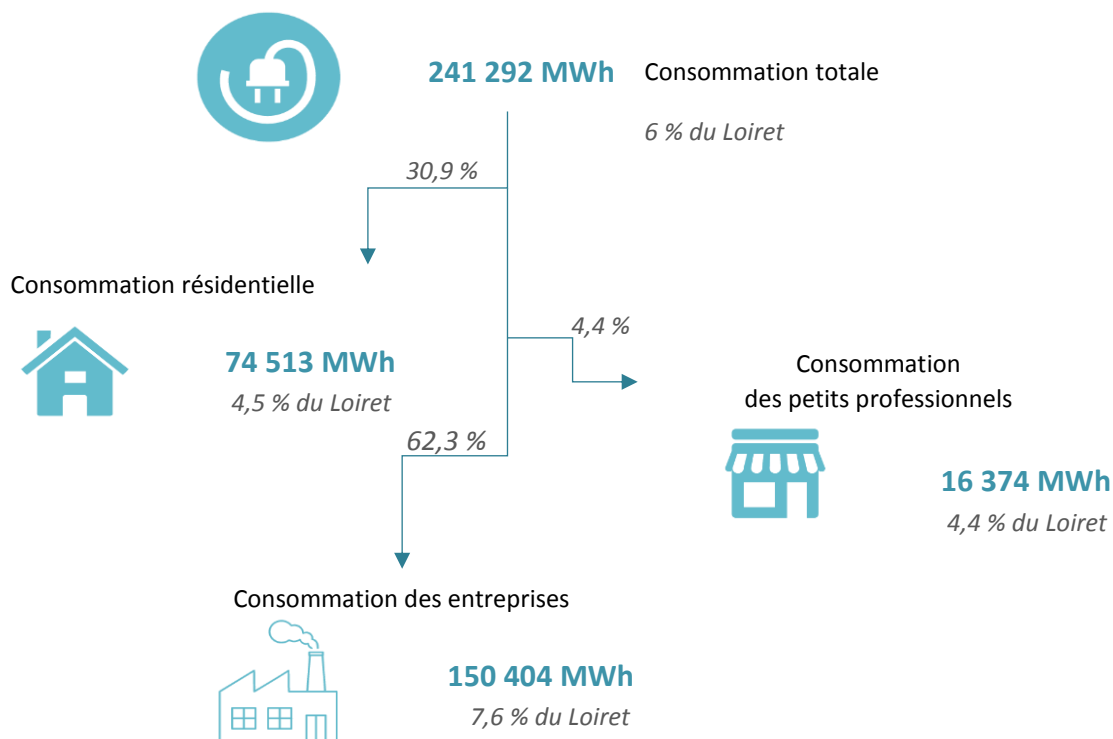 241 292 MWh Consommation totale
6 % du Loiret
30,9 %
Consommation résidentielle
74 513 MWh
4,5 % du Loiret
4,4 %
Consommation
des petits professionnels
16 374 MWh
4,4 % du Loiret
62,3 %
Consommation des entreprises
150 404 MWh
7,6 % du Loiret